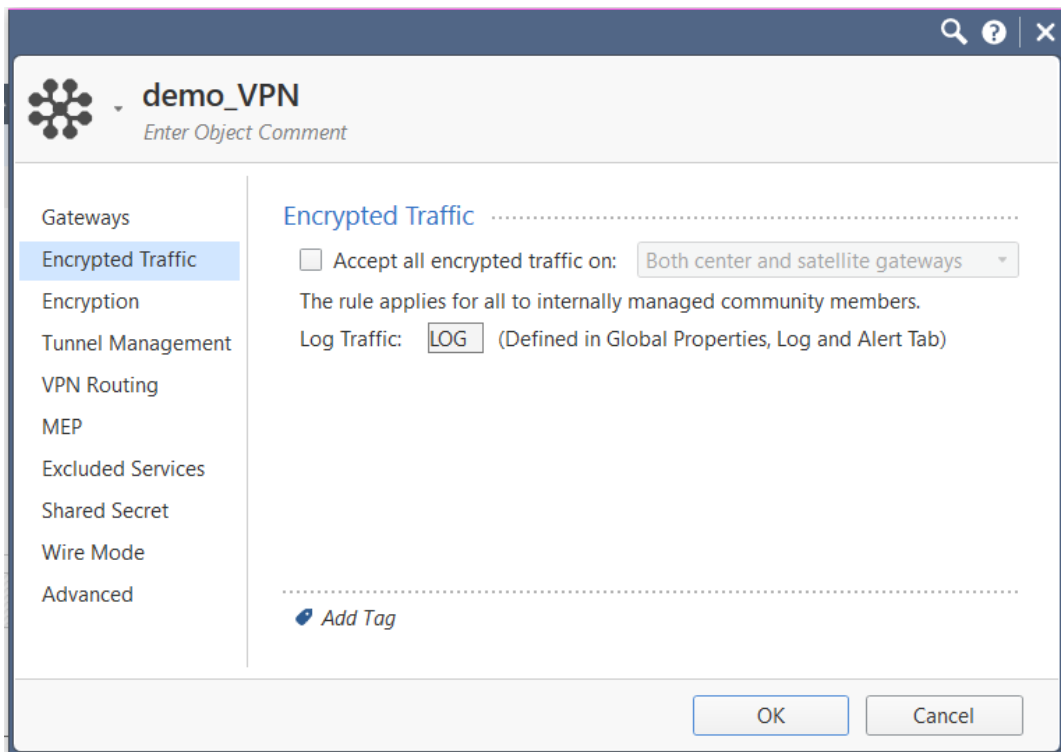 demo_VPN
Enter Object Comment
Gateways
Encrypted Traffic
Encryption
Tunnel Management
VPN Routing
MEP
Excluded Services
Shared Secret
Wire Mode
Advanced
Encrypted Traffic
Accept all encrypted traffic on: Both center and satellite gateways
The rule applies for all to internally managed community members.
Log Traffic: LOG (Defined in Global Properties, Log and Alert Tab)
Add Tag
OK Cancel